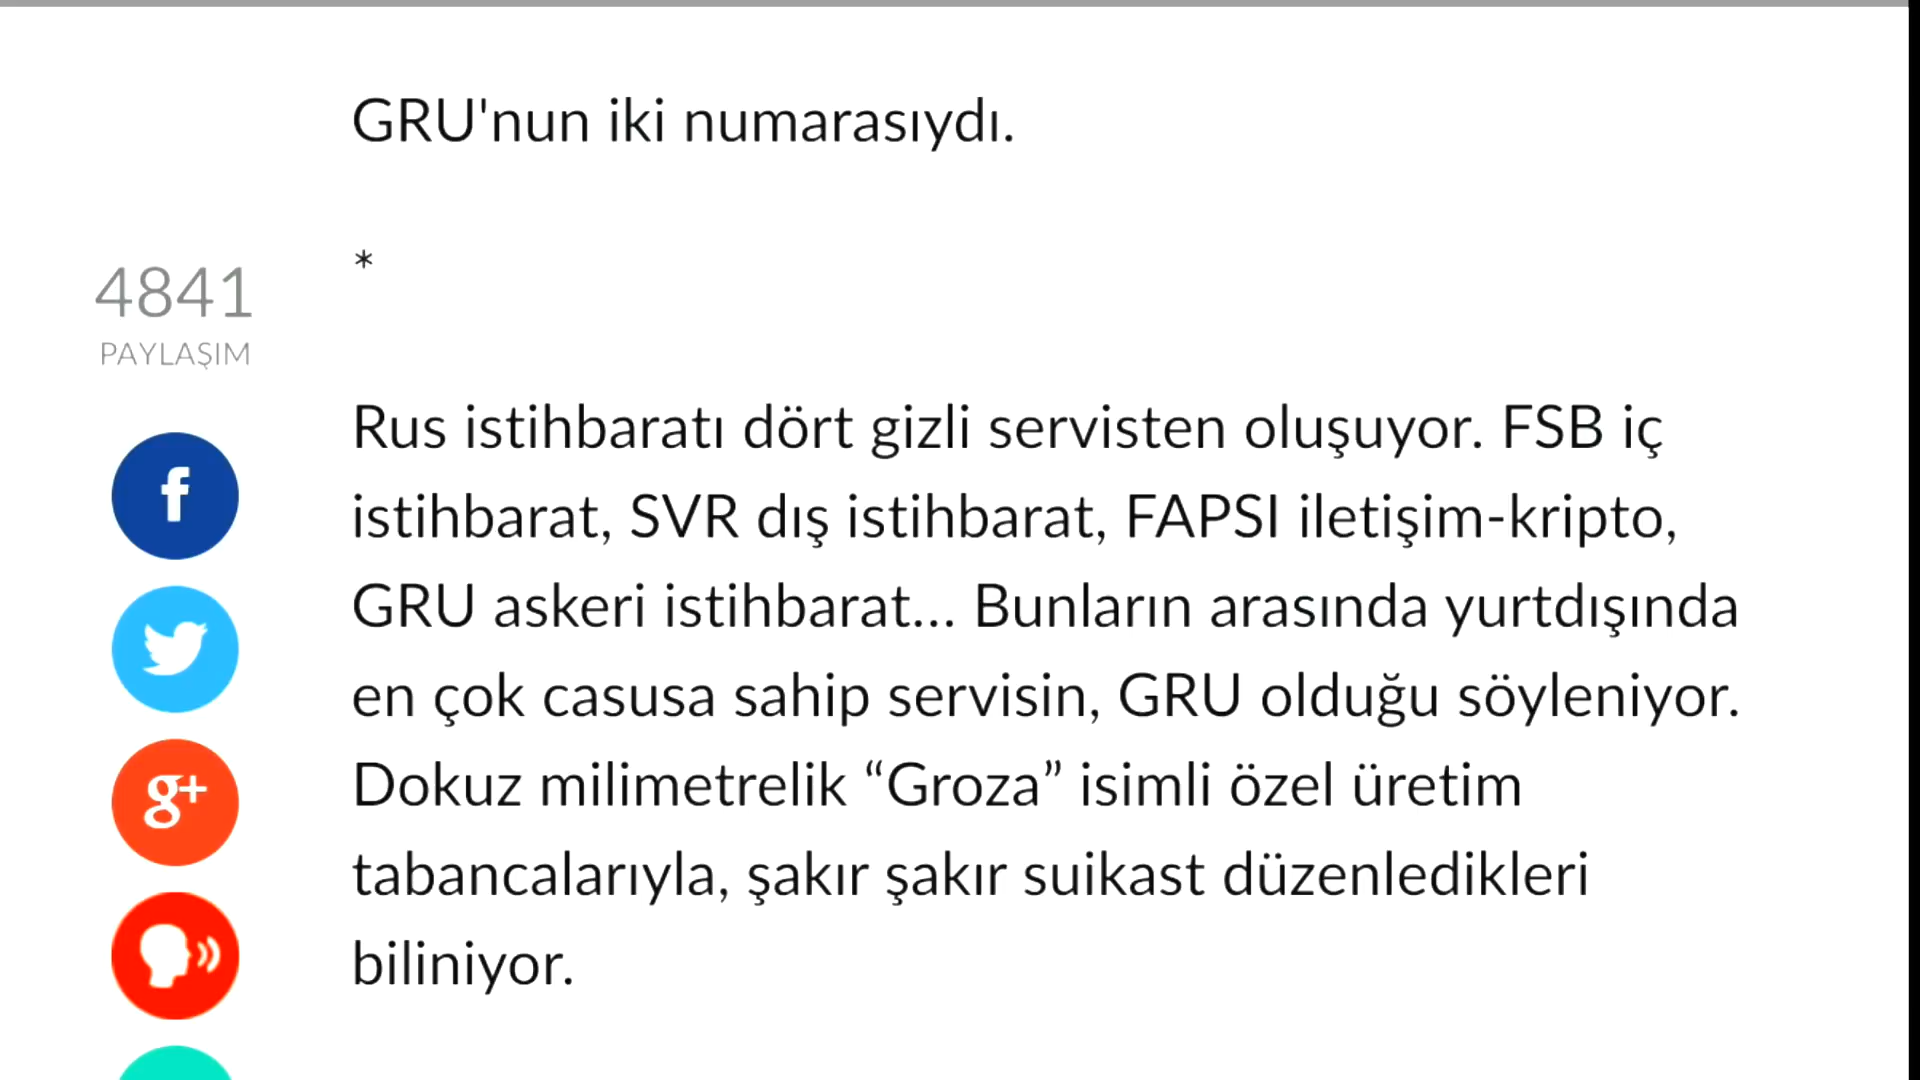 GRU'nun iki numarasıydı.
*
4841
PAYLAŞIM
Rus istihbaratı dört gizli servisten oluşuyor. FSB iç
istihbarat, SVR dış istihbarat, FAPSI iletişim-kripto,
GRU askeri istihbarat... Bunların arasında yurtdışında
en çok casusa sahip servisin, GRU olduğu söyleniyor.
Dokuz milimetrelik “Groza” isimli özel üretim
tabancalarıyla, şakır şakır suikast düzenledikleri
biliniyor.
f
g+